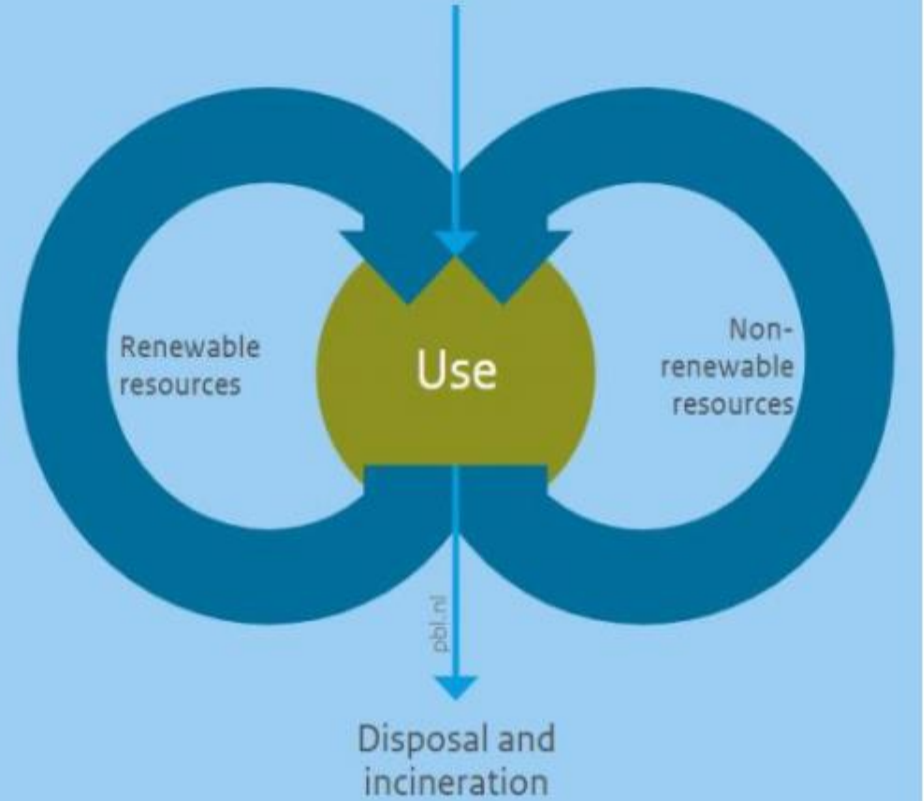 Renewable
resources
Use
Non-
renewable
resources
pbl.nl
Disposal and
incineration